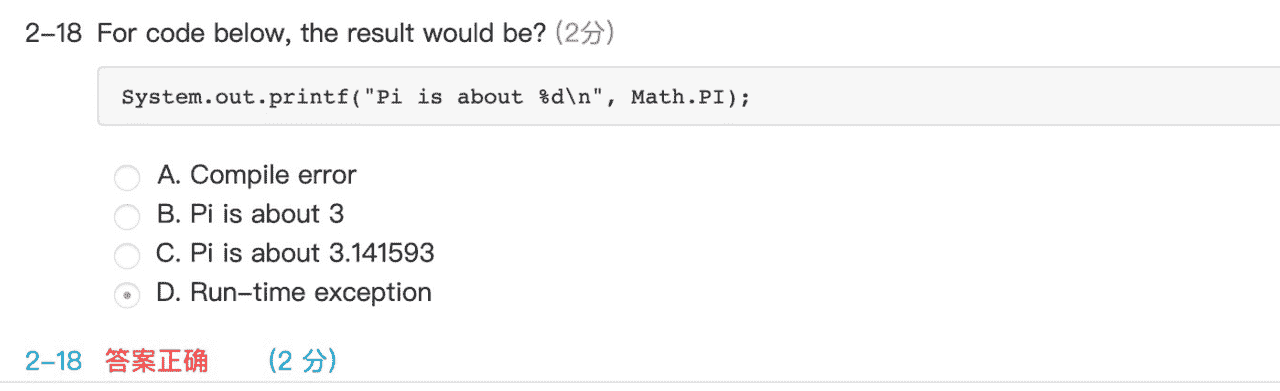 2–18 For code below, the result would be? (2分)
System.out.printf("Pi is about %d\n", Math.PI);
A. Compile error
B. Pi is about 3
C. Pi is about 3.141593
D. Run–time exception
2–18 答案正确 (2 分)